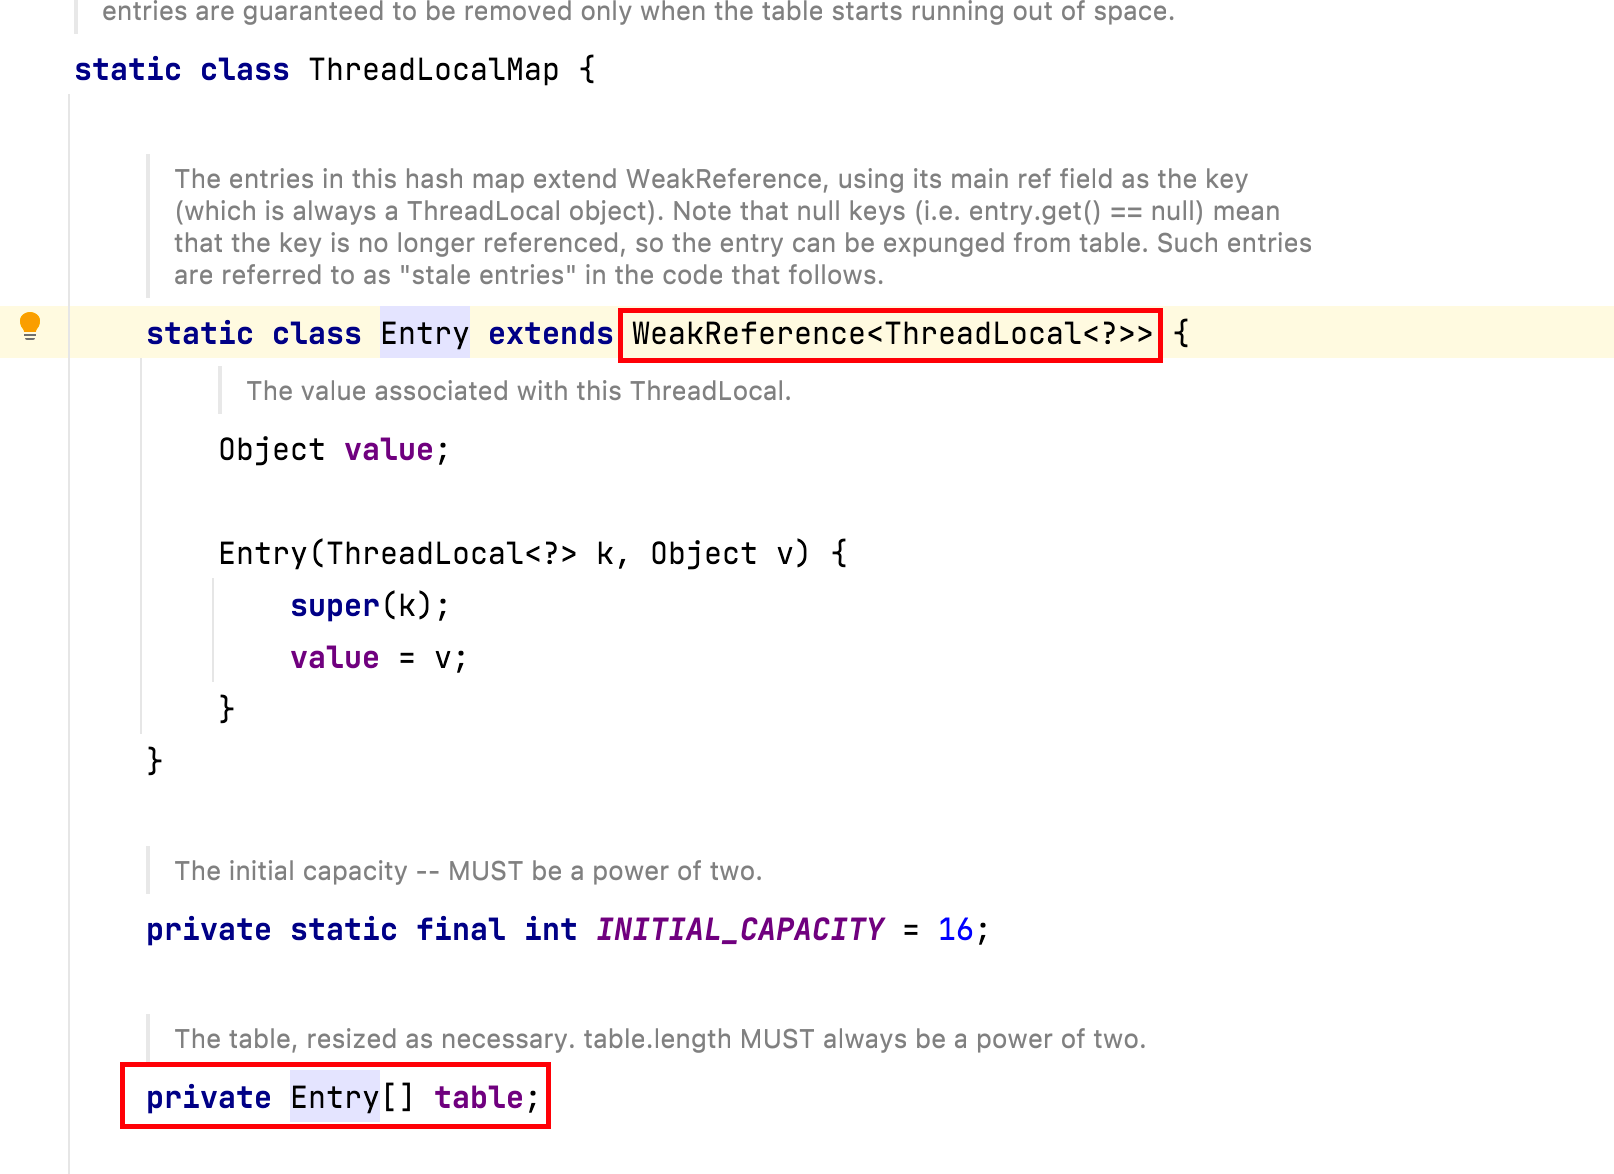 entries are guaranteed to be removed only when the table starts running out of space.
static class ThreadLocalMap {
The entries in this hash map extend WeakReference, using its main ref field as the key
(which is always a ThreadLocal object). Note that null keys (i.e. entry.get() == null) mean
that the key is no longer referenced, so the entry can be expunged from table. Such entries
are referred to as "stale entries" in the code that follows.
static class Entry extends WeakReference<ThreadLocal<?>> {
The value associated with this ThreadLocal.
Object value;
Entry(ThreadLocal<?> k, Object v) {
super(k);
value = v;
}
}
The initial capacity -- MUST be a power of two.
private static final int INITIAL_CAPACITY = 16;
The table, resized as necessary. table.length MUST always be a power of two.
private Entry[] table;